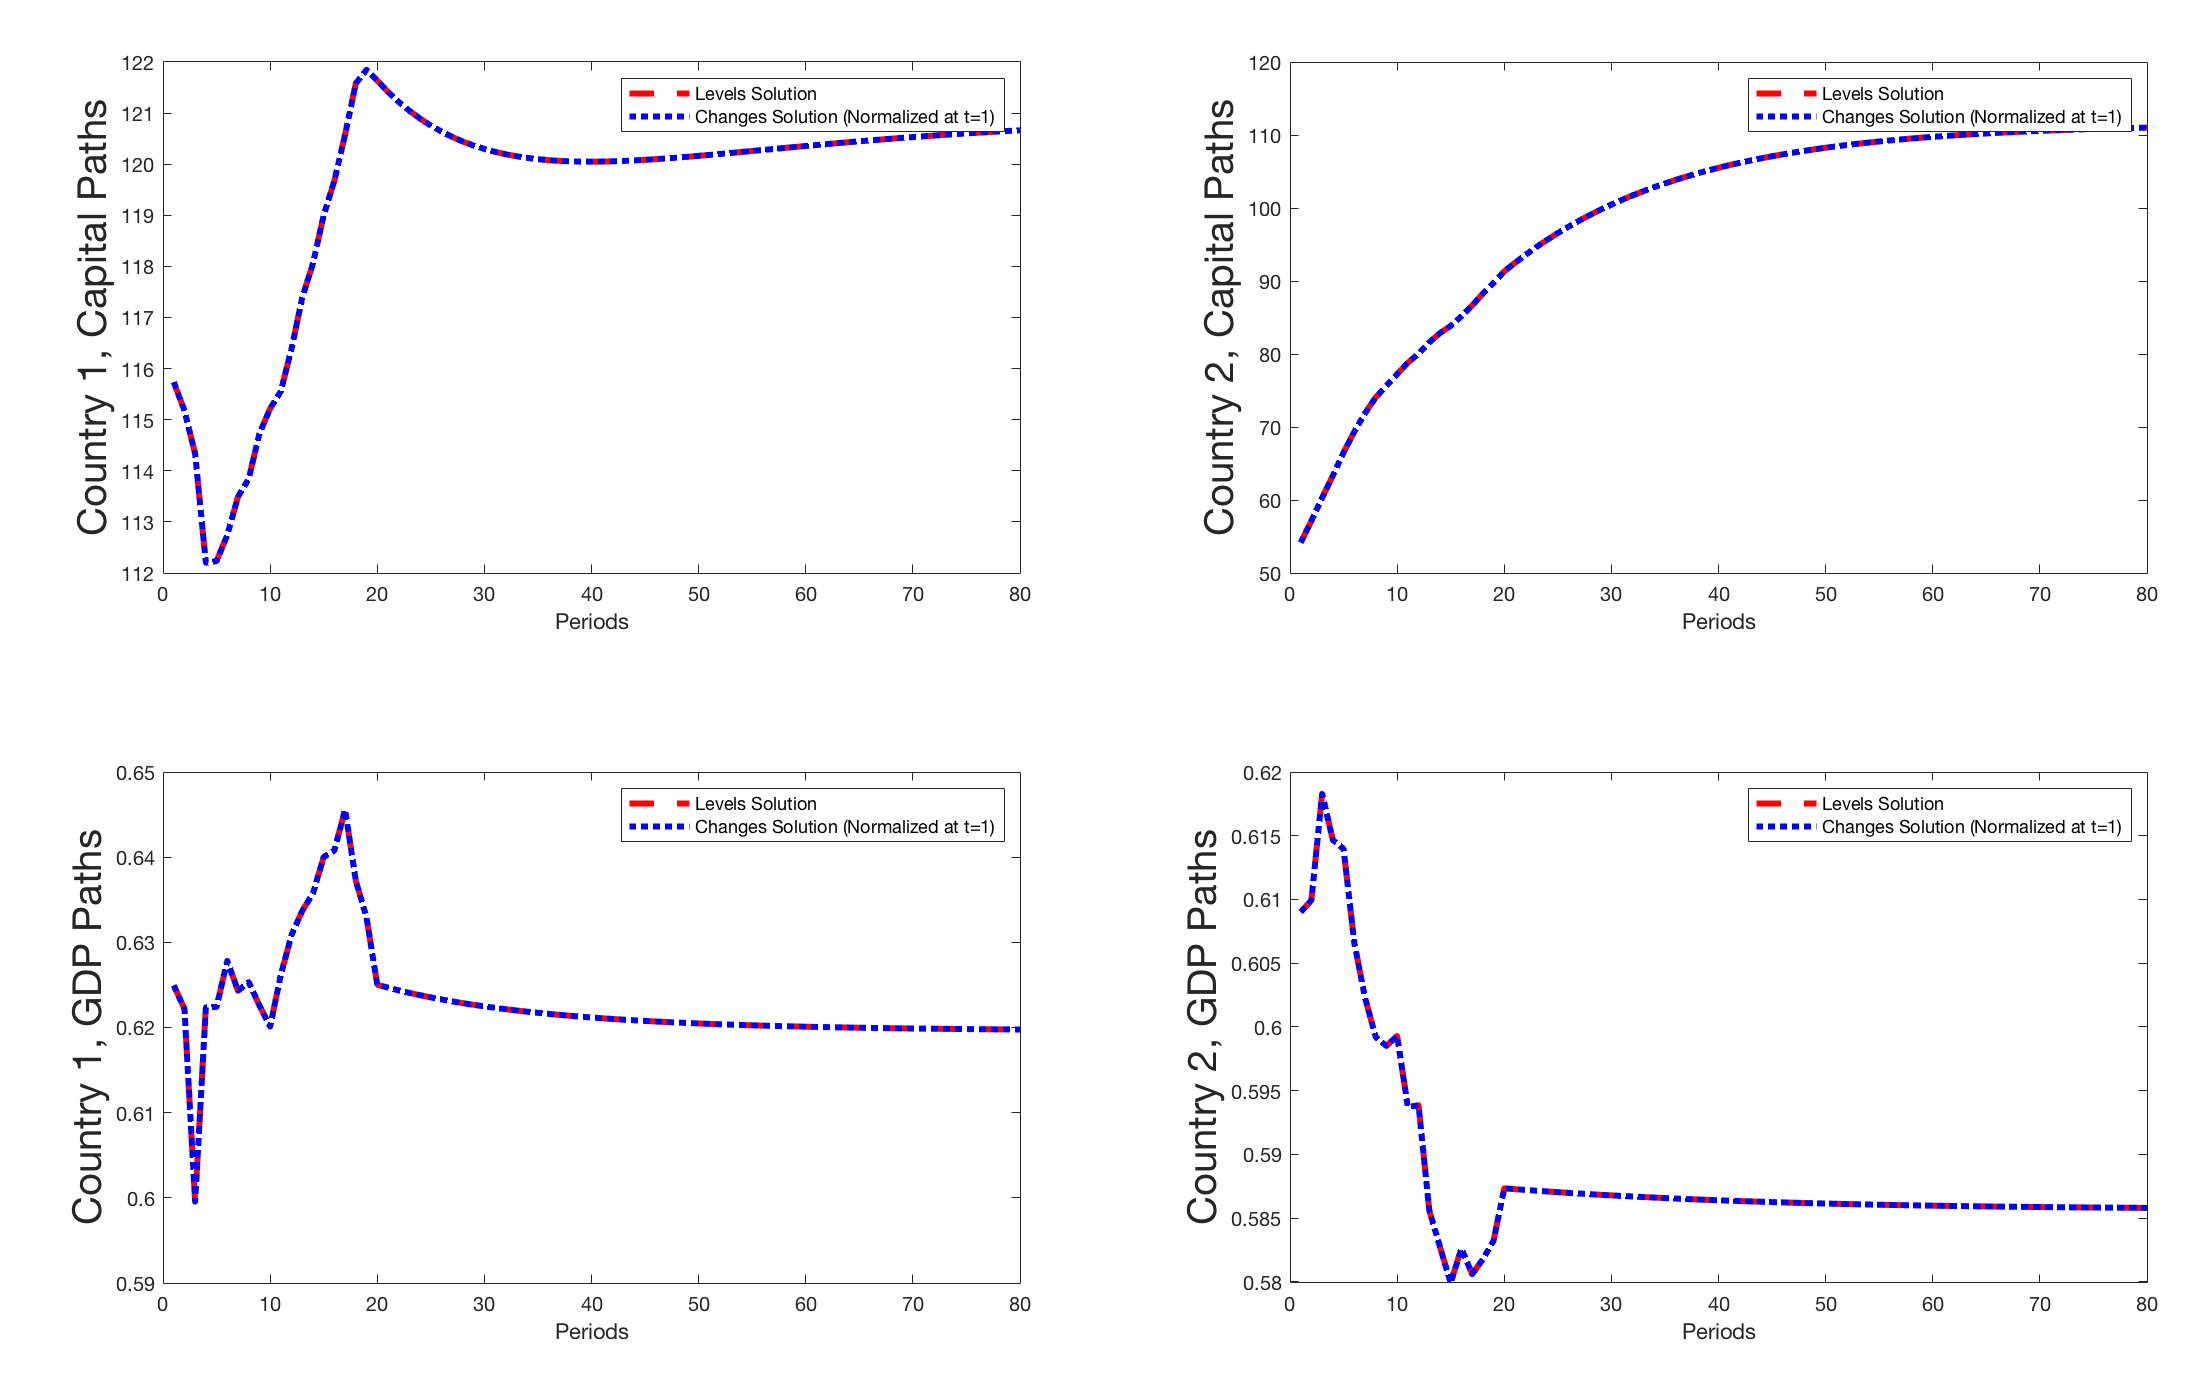 Country 1, Capital Paths
122
121
120
119
118
117
116
115
114
113
112
0 10 20 30 40 50 60 70 80
Periods
Levels Solution
Changes Solution (Normalized at t=1)
Country 2, Capital Paths
120
110
100
90
80
70
60
50
0 10 20 30 40 50 60 70 80
Periods
Levels Solution
Changes Solution (Normalized at t=1)
Country 1, GDP Paths
0.65
0.64
0.63
0.62
0.61
0.6
0.59
0 10 20 30 40 50 60 70 80
Periods
Levels Solution
Changes Solution (Normalized at t=1)
Country 2, GDP Paths
0.62
0.615
0.61
0.605
0.6
0.595
0.59
0.585
0.58
0 10 20 30 40 50 60 70 80
Periods
Levels Solution
Changes Solution (Normalized at t=1)